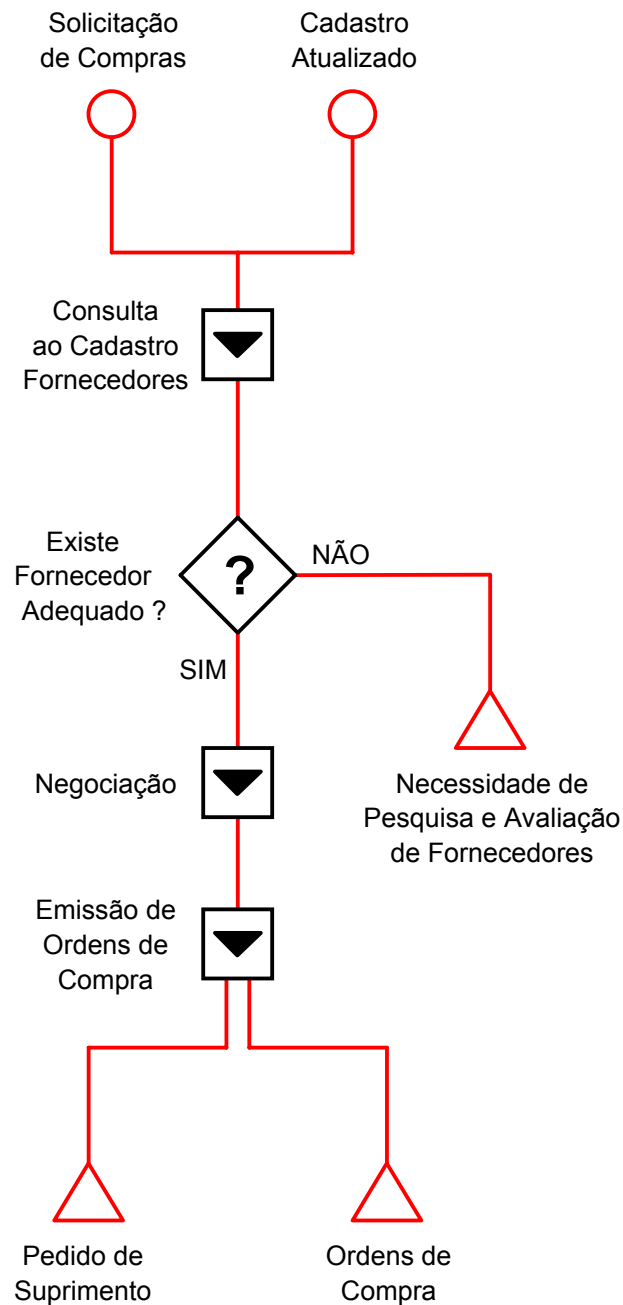 Solicitação
de Compras
Cadastro
Atualizado
Consulta
ao Cadastro
Fornecedores
Existe
Fornecedor
Adequado ?
?
NÃO
SIM
Negociação
Necessidade de
Pesquisa e Avaliação
de Fornecedores
Emissão de
Ordens de
Compra
Pedido de
Suprimento
Ordens de
Compra